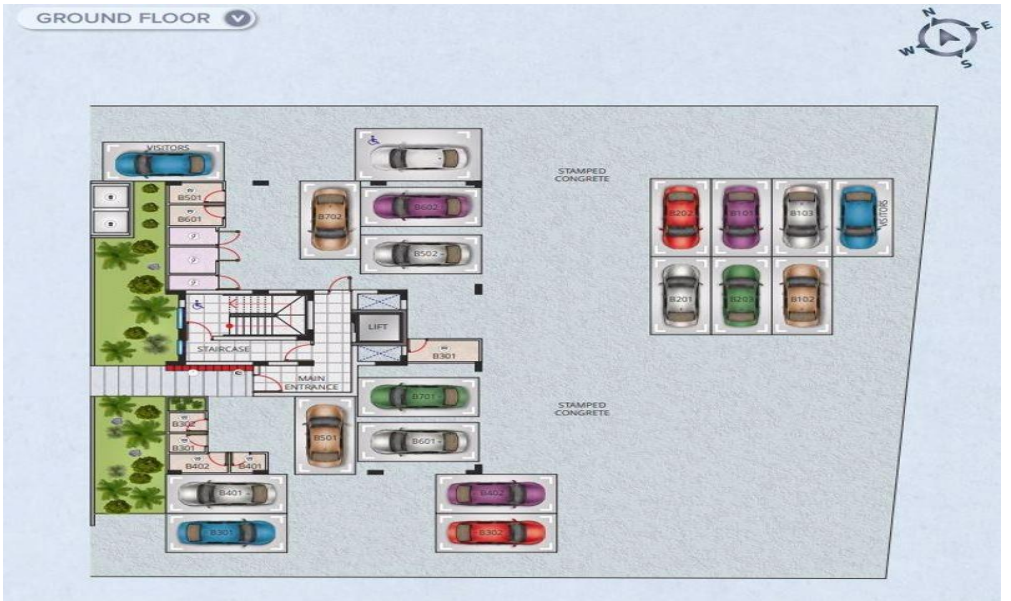 GROUND FLOOR
N
E
W
S
VISITORS
B501
B601
B702
B602
B502
STAMPED
CONGRETE
B202
B101
B103
VISITORS
B201
B203
B102
LIFT
STAIRCASE
B301
MAIN
ENTRANCE
B701
B501
B601
STAMPED
CONGRETE
B302
B301
B402
B401
B401
B402
B301
B302